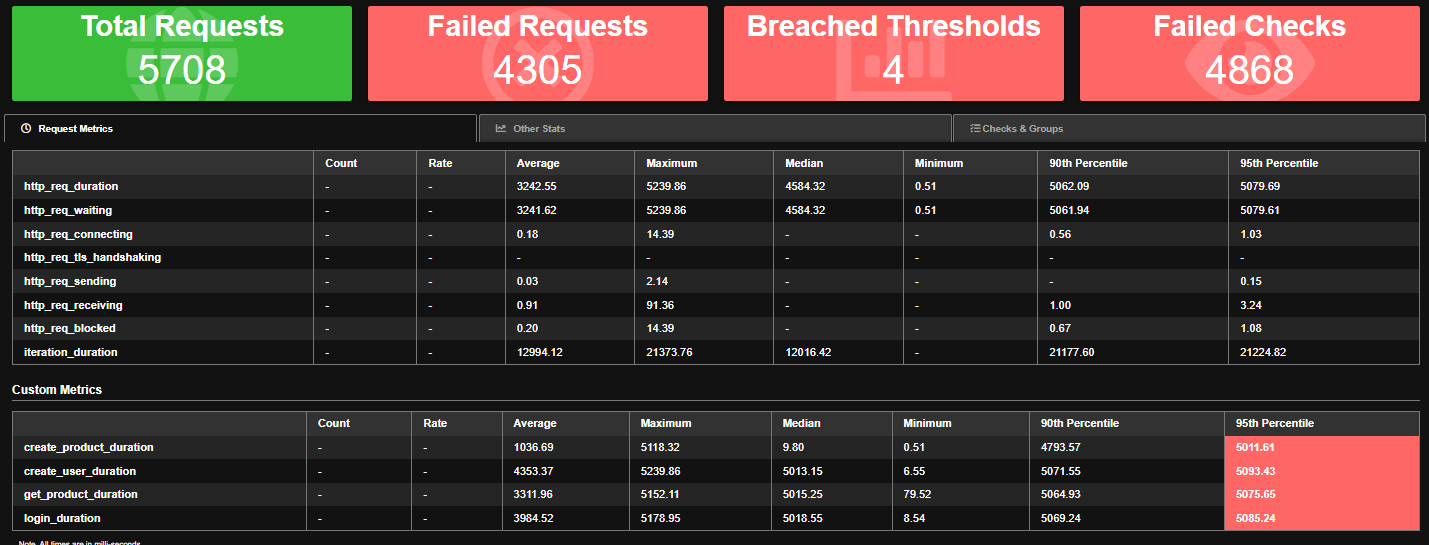 Total Requests Failed Requests Breached Thresholds Failed Checks
5708 4305 4 4868
Request Metrics Other Stats Checks & Groups
Count Rate Average Maximum Median Minimum 90th Percentile 95th Percentile
http_req_duration - - 3242.55 5239.86 4584.32 0.51 5062.09 5079.69
http_req_waiting - - 3241.62 5239.86 4584.32 0.51 5061.94 5079.61
http_req_connecting - - 0.18 14.39 - - 0.56 1.03
http_req_tls_handshaking - - - - - - - -
http_req_sending - - 0.03 2.14 - - - 0.15
http_req_receiving - - 0.91 91.36 - - 1.00 3.24
http_req_blocked - - 0.20 14.39 - - 0.67 1.08
iteration_duration - - 12994.12 21373.76 12016.42 - 21177.60 21224.82
Custom Metrics
Count Rate Average Maximum Median Minimum 90th Percentile 95th Percentile
create_product_duration - - 1036.69 5118.32 9.80 0.51 4793.57 5011.61
create_user_duration - - 4353.37 5239.86 5013.15 6.55 5071.55 5093.43
get_product_duration - - 3311.96 5152.11 5015.25 79.52 5064.93 5075.65
login_duration - - 3984.52 5178.95 5018.55 8.54 5069.24 5085.24
Note. All times are in milli-seconds